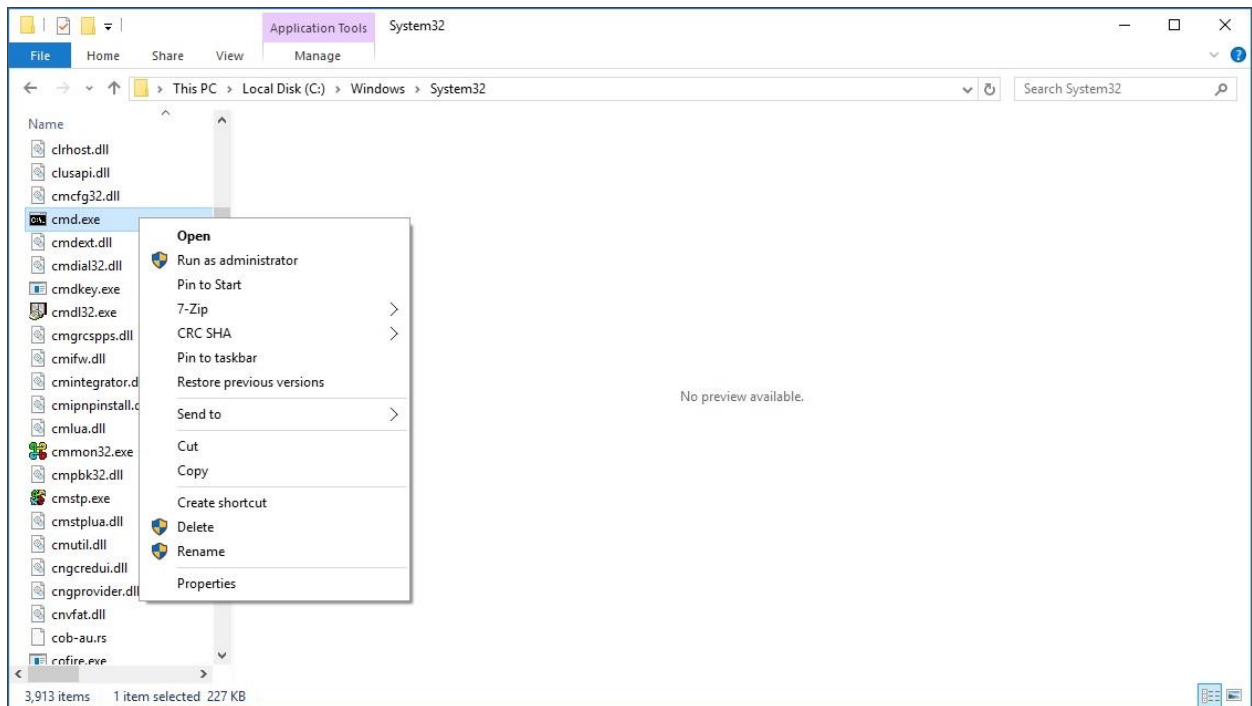 Application Tools
System32
File
Home
Share
View
Manage
This PC > Local Disk (C:) > Windows > System32
Search System32
Name
clrhost.dll
clusapi.dll
cmcfg32.dll
cmd.exe
cmdext.dll
cmdial32.dll
cmdkey.exe
cmdl32.exe
cmgrcspps.dll
cmifw.dll
cmintegrator.d
cmipnpinstall.d
cmlua.dll
cmmon32.exe
cmpbk32.dll
cmstp.exe
cmstplua.dll
cmutil.dll
cngcredui.dll
cngprovider.dll
cnvfat.dll
cob-au.rs
cofire.exe
Open
Run as administrator
Pin to Start
7-Zip
CRC SHA
Pin to taskbar
Restore previous versions
Send to
Cut
Copy
Create shortcut
Delete
Rename
Properties
No preview available.
3,913 items
1 item selected 227 KB